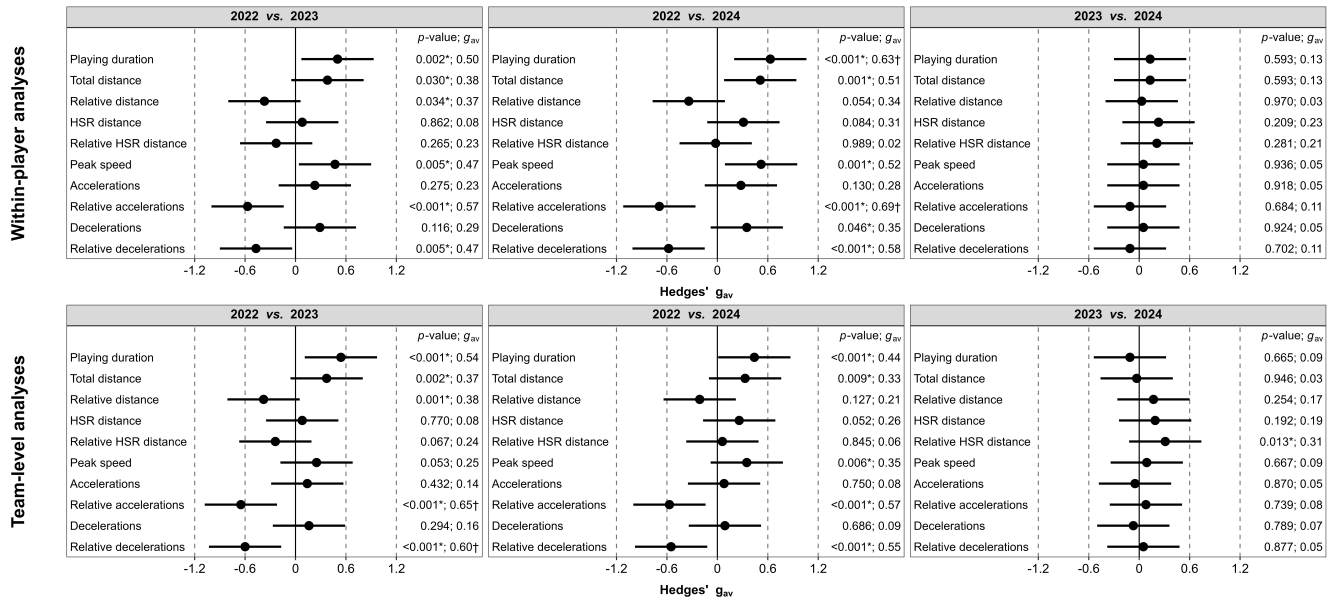 Within-player analyses
2022 vs. 2023
p-value; gav
Playing duration 0.002*; 0.50
Total distance 0.030*; 0.38
Relative distance 0.034*; 0.37
HSR distance 0.862; 0.08
Relative HSR distance 0.265; 0.23
Peak speed 0.005*; 0.47
Accelerations 0.275; 0.23
Relative accelerations <0.001*; 0.57
Decelerations 0.116; 0.29
Relative decelerations 0.005*; 0.47
-1.2 -0.6 0 0.6 1.2
2022 vs. 2024
p-value; gav
Playing duration <0.001*; 0.63†
Total distance 0.001*; 0.51
Relative distance 0.054; 0.34
HSR distance 0.084; 0.31
Relative HSR distance 0.989; 0.02
Peak speed 0.001*; 0.52
Accelerations 0.130; 0.28
Relative accelerations <0.001*; 0.69†
Decelerations 0.046*; 0.35
Relative decelerations <0.001*; 0.58
-1.2 -0.6 0 0.6 1.2
Hedges' gav
2023 vs. 2024
p-value; gav
Playing duration 0.593; 0.13
Total distance 0.593; 0.13
Relative distance 0.970; 0.03
HSR distance 0.209; 0.23
Relative HSR distance 0.281; 0.21
Peak speed 0.936; 0.05
Accelerations 0.918; 0.05
Relative accelerations 0.684; 0.11
Decelerations 0.924; 0.05
Relative decelerations 0.702; 0.11
-1.2 -0.6 0 0.6 1.2
Team-level analyses
2022 vs. 2023
p-value; gav
Playing duration <0.001*; 0.54
Total distance 0.002*; 0.37
Relative distance 0.001*; 0.38
HSR distance 0.770; 0.08
Relative HSR distance 0.067; 0.24
Peak speed 0.053; 0.25
Accelerations 0.432; 0.14
Relative accelerations <0.001*; 0.65†
Decelerations 0.294; 0.16
Relative decelerations <0.001*; 0.60†
-1.2 -0.6 0 0.6 1.2
2022 vs. 2024
p-value; gav
Playing duration <0.001*; 0.44
Total distance 0.009*; 0.33
Relative distance 0.127; 0.21
HSR distance 0.052; 0.26
Relative HSR distance 0.845; 0.06
Peak speed 0.006*; 0.35
Accelerations 0.750; 0.08
Relative accelerations <0.001*; 0.57
Decelerations 0.686; 0.09
Relative decelerations <0.001*; 0.55
-1.2 -0.6 0 0.6 1.2
Hedges' gav
2023 vs. 2024
p-value; gav
Playing duration 0.665; 0.09
Total distance 0.946; 0.03
Relative distance 0.254; 0.17
HSR distance 0.192; 0.19
Relative HSR distance 0.013*; 0.31
Peak speed 0.667; 0.09
Accelerations 0.870; 0.05
Relative accelerations 0.739; 0.08
Decelerations 0.789; 0.07
Relative decelerations 0.877; 0.05
-1.2 -0.6 0 0.6 1.2